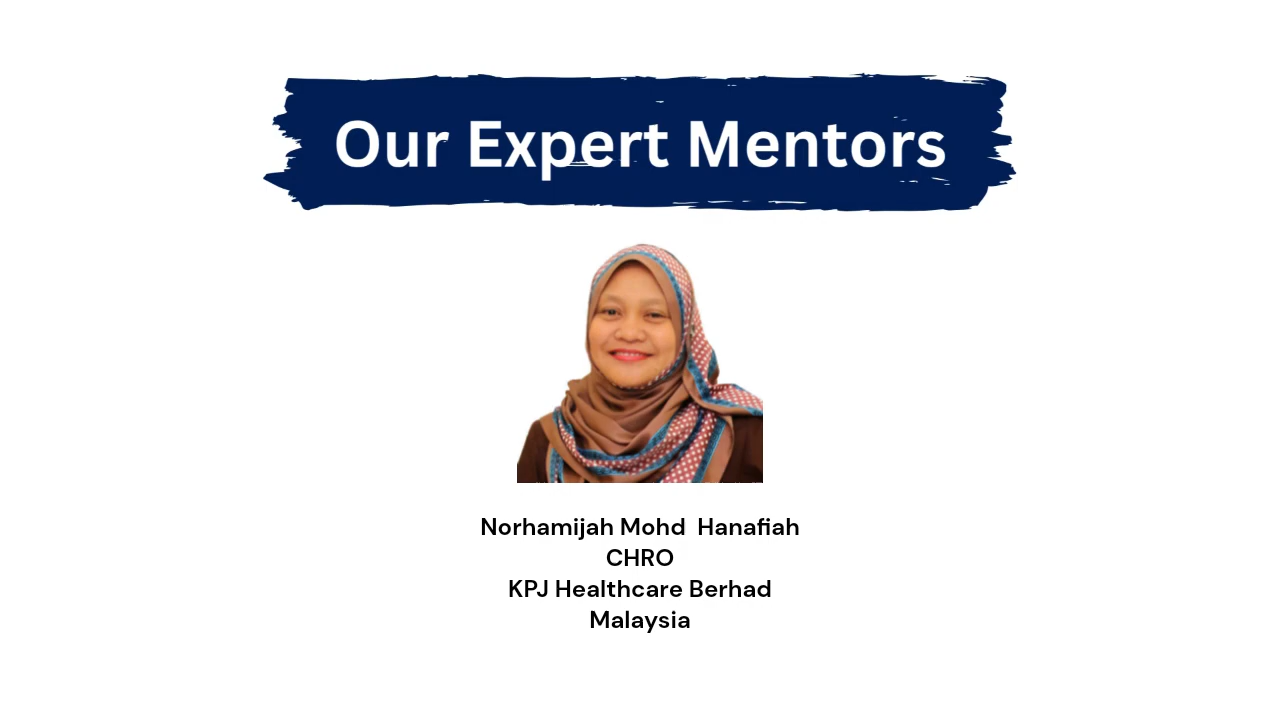 Our Expert Mentors
Norhamijah Mohd  Hanafiah
CHRO
KPJ Healthcare Berhad
Malaysia